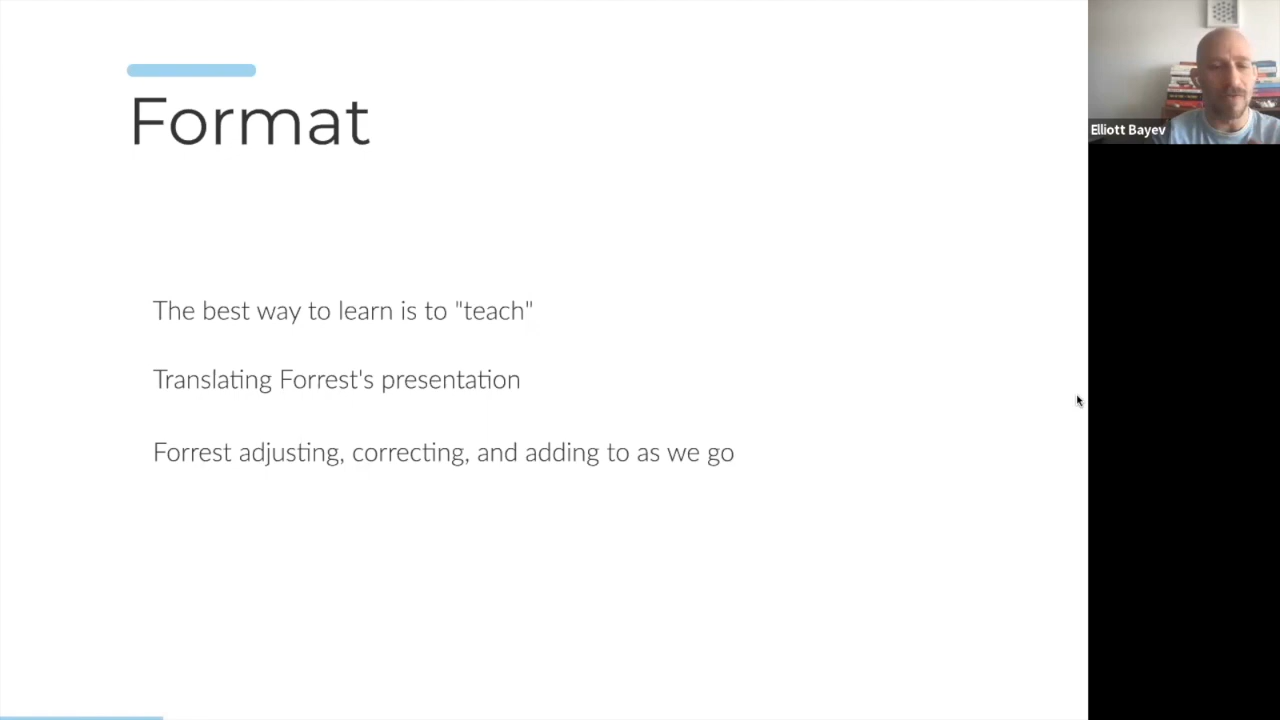 Format
The best way to learn is to "teach"
Translating Forrest's presentation
Forrest adjusting, correcting, and adding to as we go
Elliott Bayev